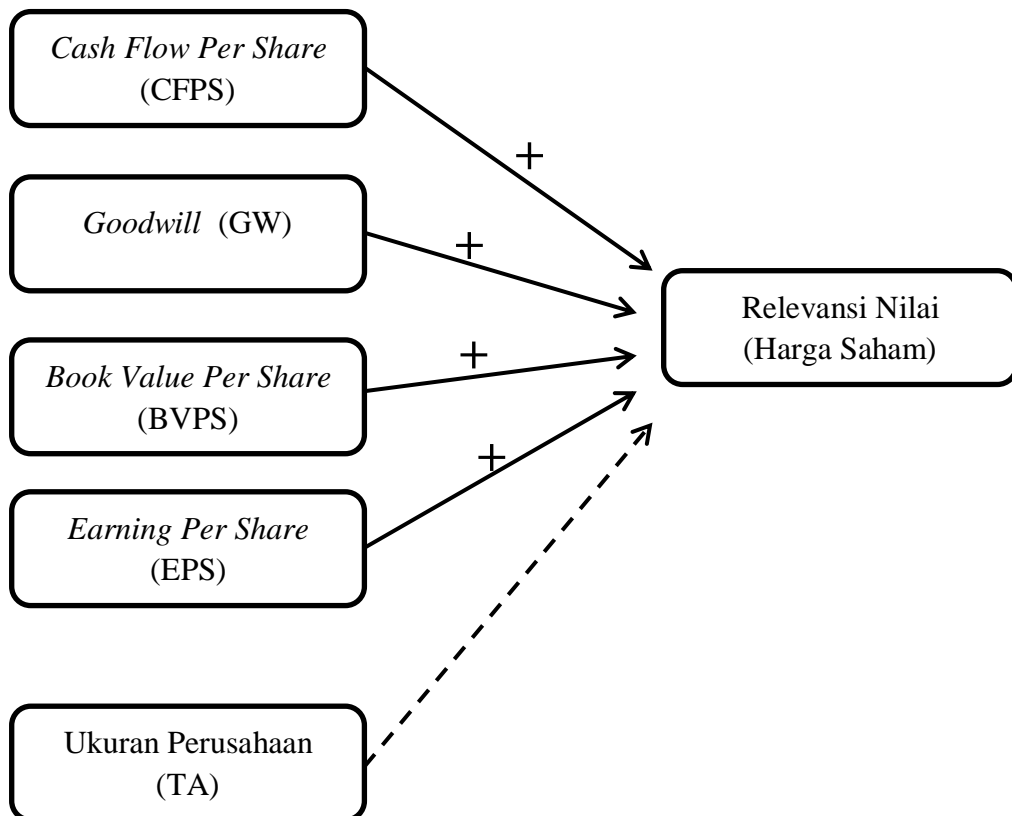 Cash Flow Per Share
(CFPS)
+
Goodwill (GW)
+
Relevansi Nilai
(Harga Saham)
Book Value Per Share
(BVPS)
+
Earning Per Share
(EPS)
+
Ukuran Perusahaan
(TA)